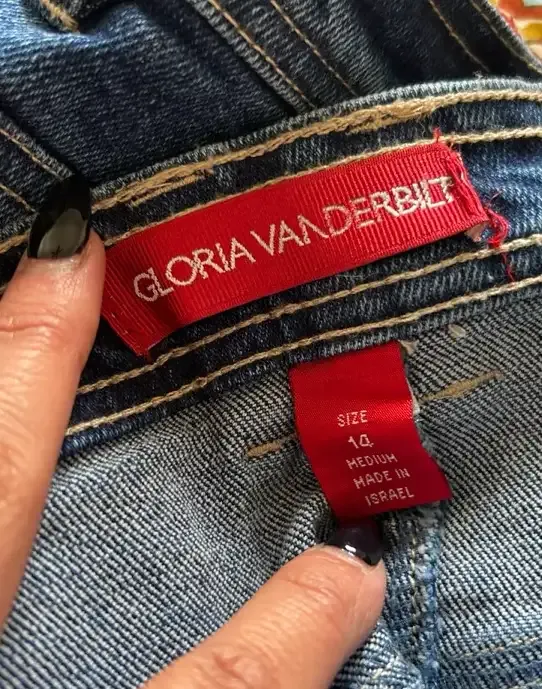 GLORIA VANDERBILT
SIZE
14
MEDIUM
MADE IN
ISRAEL